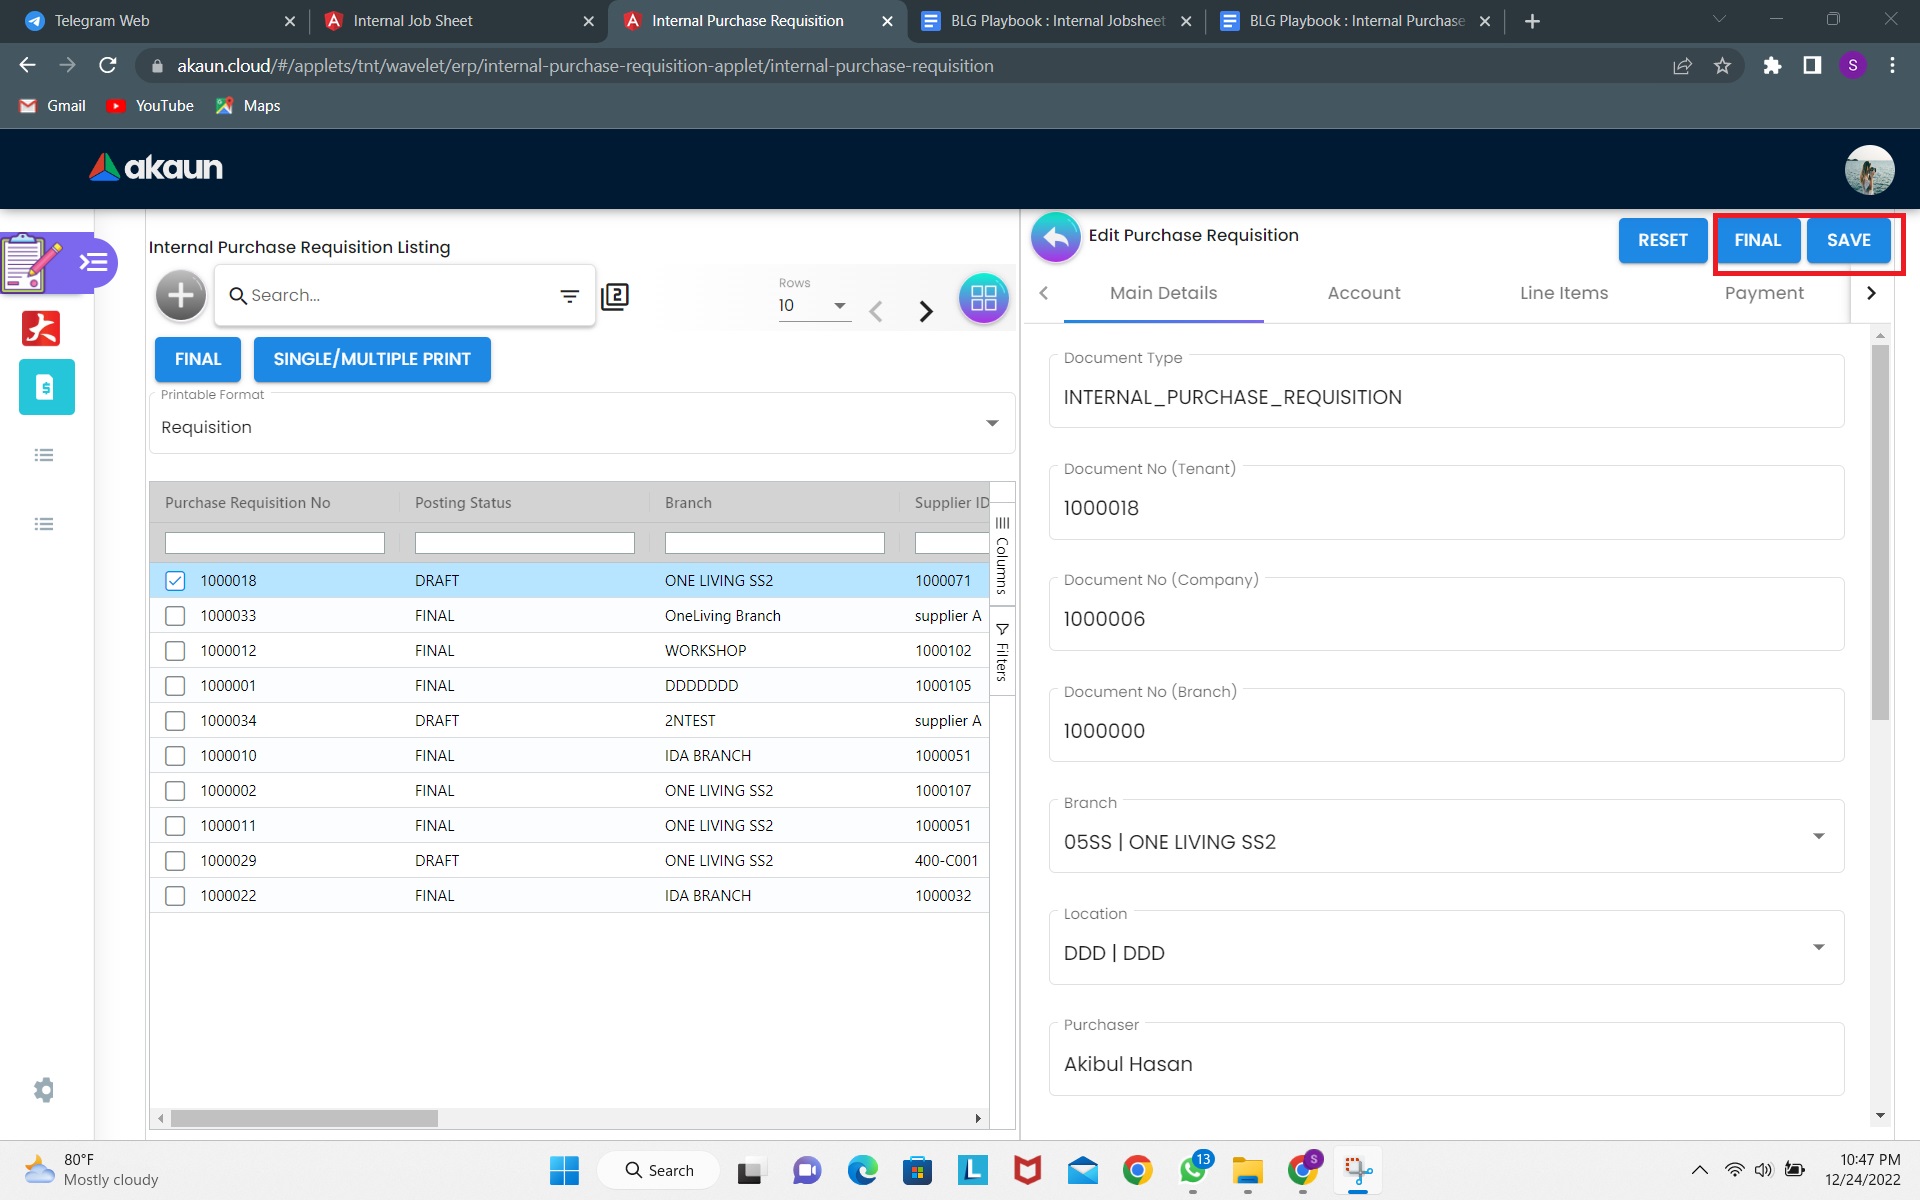 Telegram Web
Internal Job Sheet
Internal Purchase Requisition
BLG Playbook : Internal Jobsheet
BLG Playbook : Internal Purchase
akaun.cloud/#/applets/tnt/wavelet/erp/internal-purchase-requisition-applet/internal-purchase-requisition
S
Gmail
YouTube
Maps
akaun
Internal Purchase Requisition Listing
Search...
2
Rows
10
FINAL
SINGLE/MULTIPLE PRINT
Printable Format
Requisition
Purchase Requisition No Posting Status Branch Supplier ID
1000018 DRAFT ONE LIVING SS2 1000071
1000033 FINAL OneLiving Branch supplier A
1000012 FINAL WORKSHOP 1000102
1000001 FINAL DDDDDDD 1000105
1000034 DRAFT 2NTEST supplier A
1000010 FINAL IDA BRANCH 1000051
1000002 FINAL ONE LIVING SS2 1000107
1000011 FINAL ONE LIVING SS2 1000051
1000029 DRAFT ONE LIVING SS2 400-C001
1000022 FINAL IDA BRANCH 1000032
Columns
Filters
Edit Purchase Requisition
RESET
FINAL
SAVE
Main Details
Account
Line Items
Payment
Document Type
INTERNAL_PURCHASE_REQUISITION
Document No (Tenant)
1000018
Document No (Company)
1000006
Document No (Branch)
1000000
Branch
05SS | ONE LIVING SS2
Location
DDD | DDD
Purchaser
Akibul Hasan
80°F
Mostly cloudy
Search
L
13
S
10:47 PM
12/24/2022